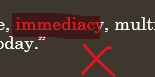 e, immediacy, mult
oday.”